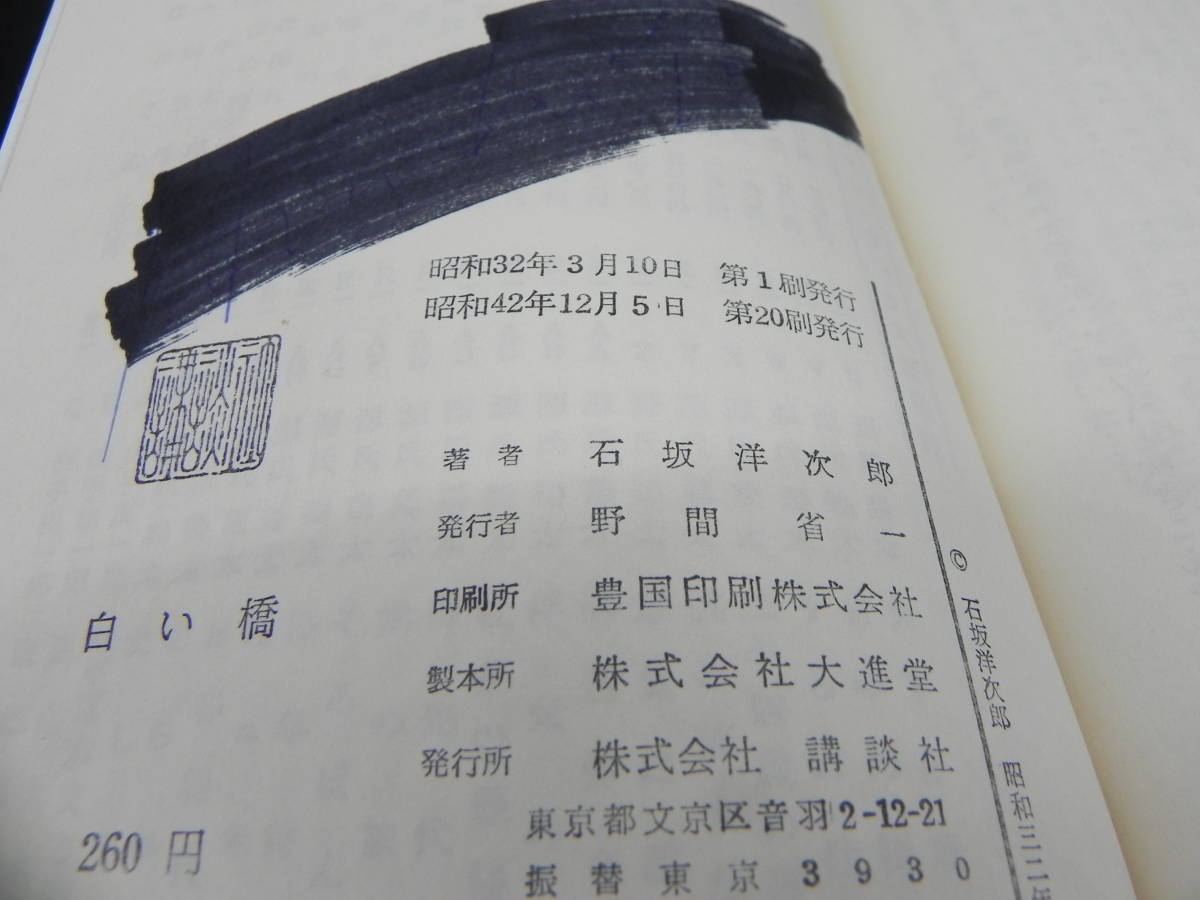 昭和32年3月10日 第1刷発行
昭和42年12月5日 第20刷発行
著者 石坂洋次郎
発行者 野間省一
印刷所 豊国印刷株式会社
製本所 株式会社大進堂
発行所 株式会社 講談社
東京都文京区音羽2-12-21
振替東京3930
白い橋
260円
© 石坂洋次郎 昭和三二年